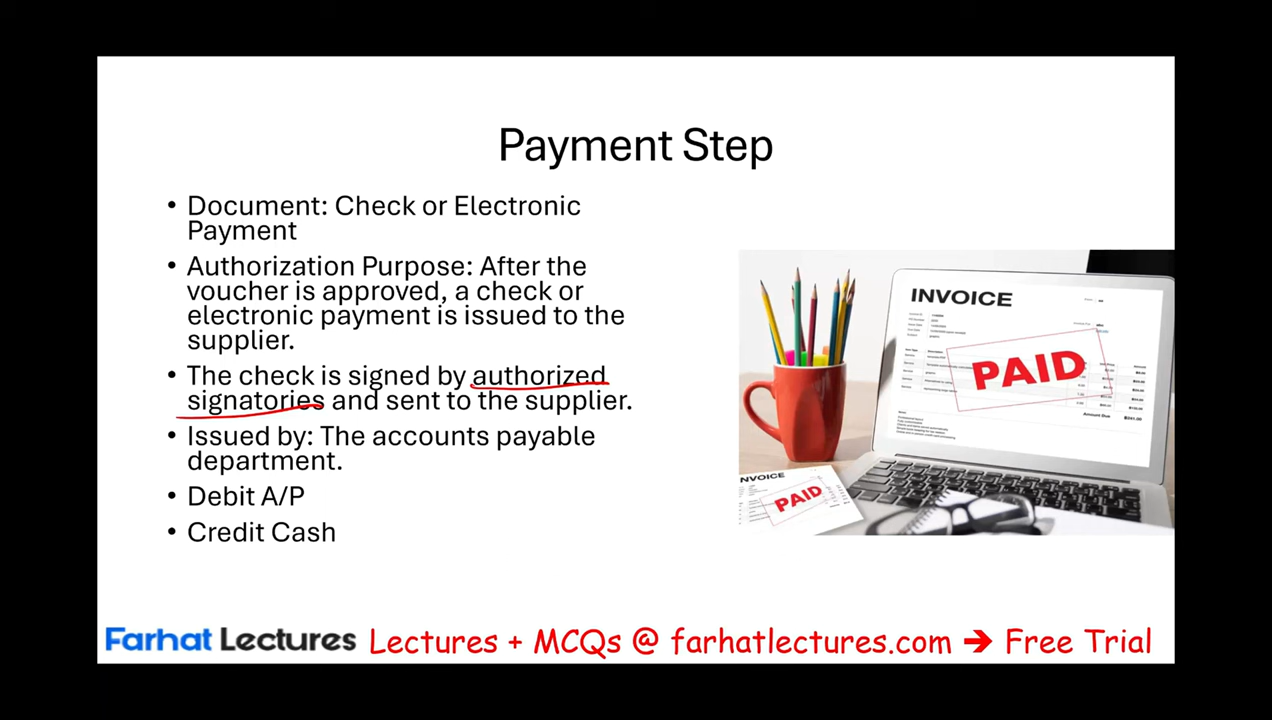 Payment Step
• Document: Check or Electronic
Payment
• Authorization Purpose: After the
voucher is approved, a check or
electronic payment is issued to the
supplier.
• The check is signed by authorized
signatories and sent to the supplier.
• Issued by: The accounts payable
department.
• Debit A/P
• Credit Cash
INVOICE
PAID
Amount Due
INVOICE
PAID
Farhat Lectures Lectures + MCQs @ farhatlectures.com → Free Trial